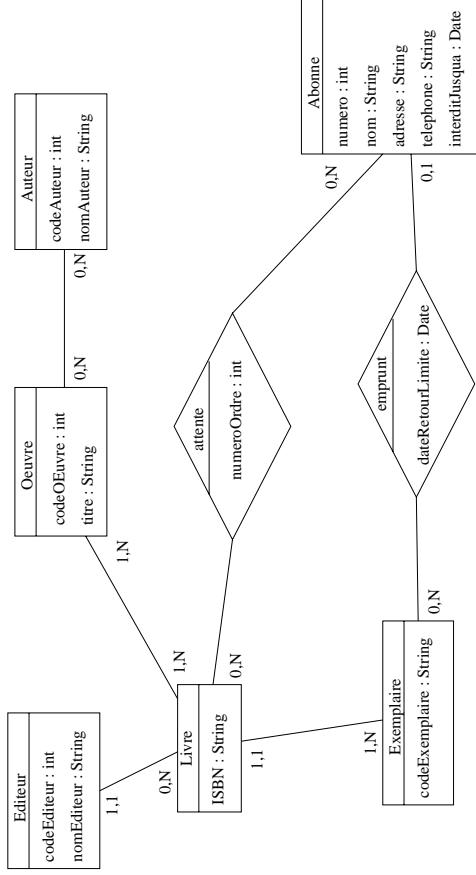 Editeur
codeEditeur : int
nomEditeur : String
1,1
0,N
Oeuvre
codeOEuvre : int
titre : String
1,N
1,N
0,N
0,N
Auteur
codeAuteur : int
nomAuteur : String
Livre
ISBN : String
0,N
1,1
attente
numeroOrdre : int
0,N
1,N
Exemplaire
codeExemplaire : String
0,N
emprunt
dateRetourLimite : Date
0,1
Abonne
numero : int
nom : String
adresse : String
telephone : String
interditJusqua : Date